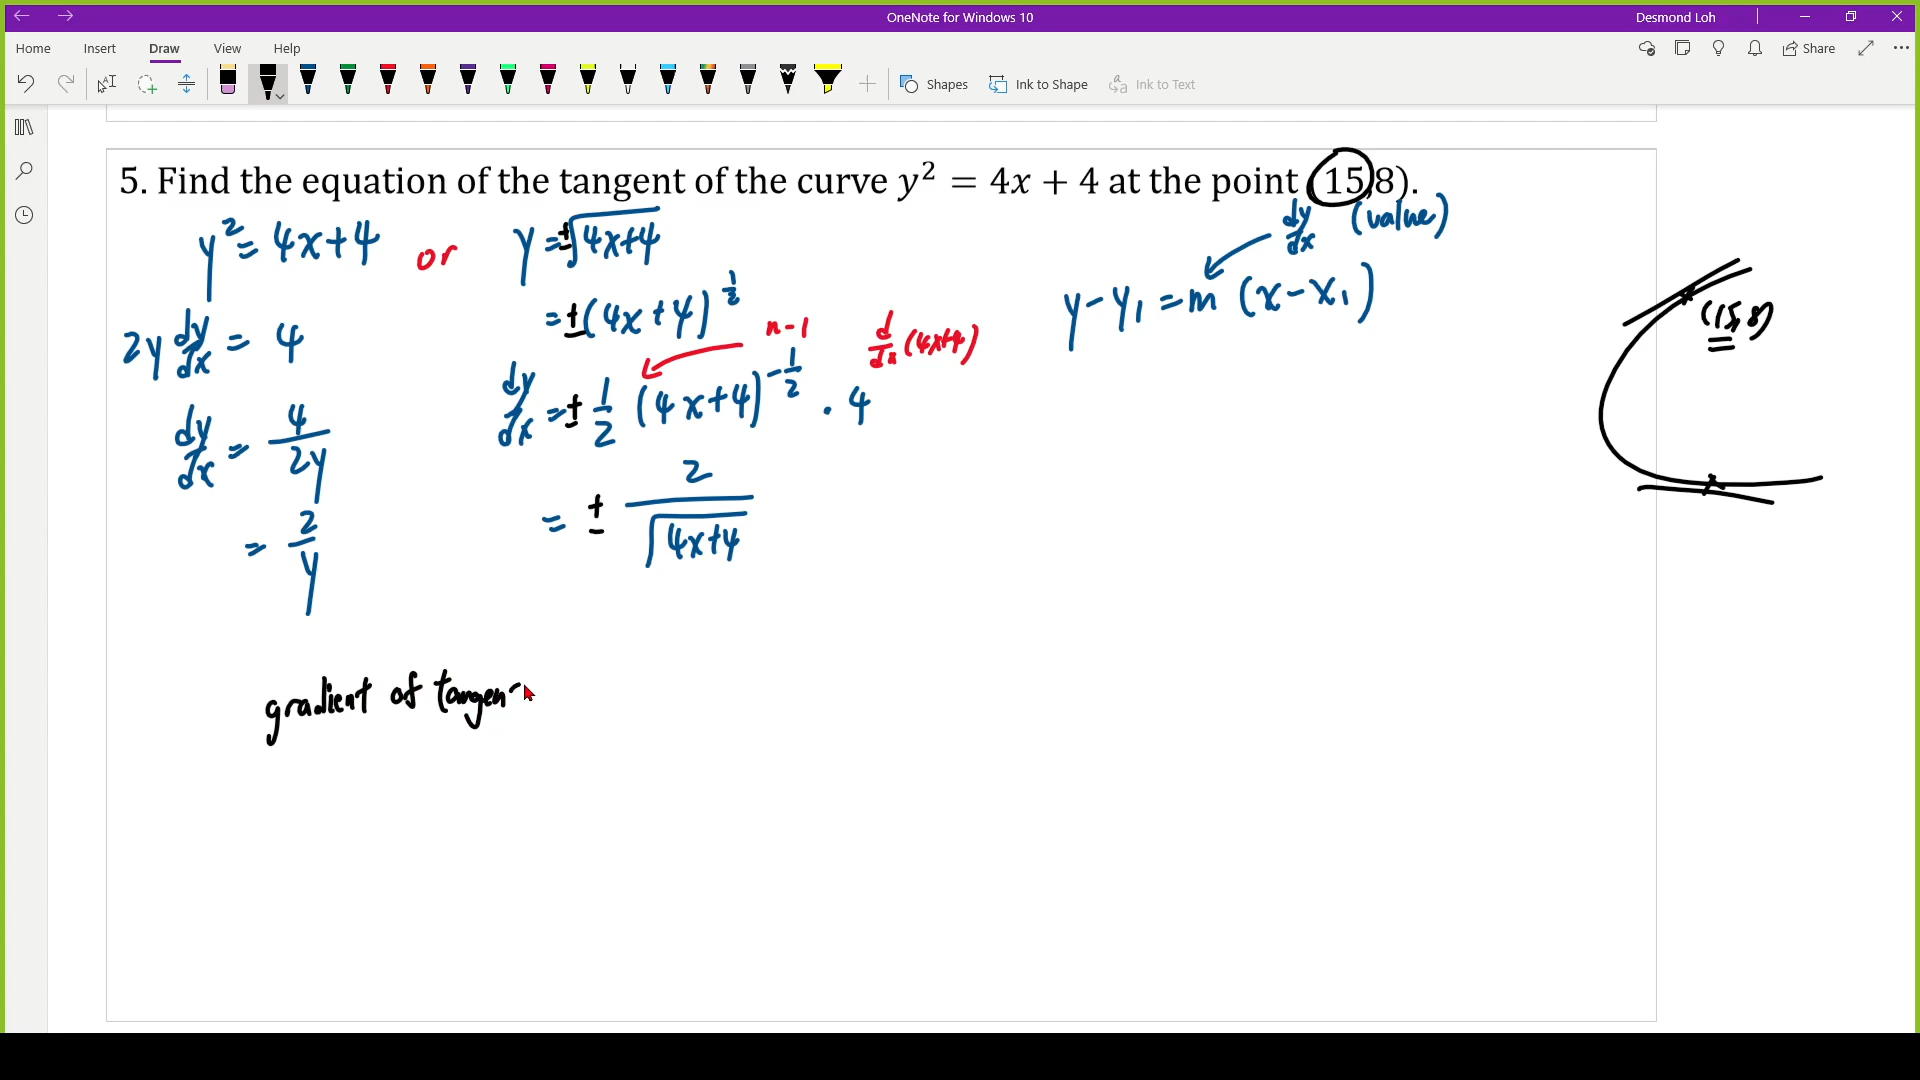 OneNote for Windows 10
Desmond Loh
Home Insert Draw View Help
Share
Shapes Ink to Shape Ink to Text
5. Find the equation of the tangent of the curve y² = 4x + 4 at the point (15,8).
y² = 4x+4 or y = ±√(4x+4)
= ±(4x+4)^(1/2)
n-1
d/dx (4x+4)
2y dy/dx = 4
dy/dx = ± 1/2 (4x+4)^(-1/2) . 4
dy/dx = 4/2y
= ± 2/√(4x+4)
= 2/y
dy/dx (value)
y-y₁ = m (x-x₁)
(15,8)
gradient of tangen